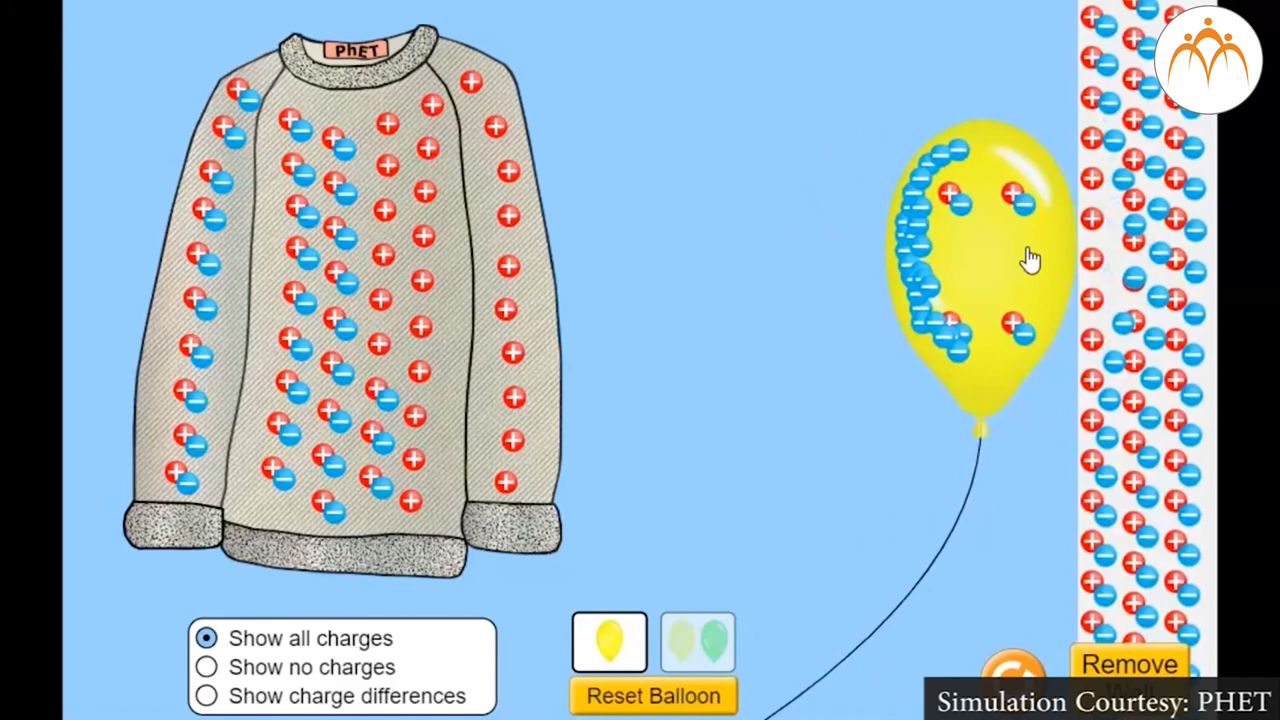 PhET
Show all charges
Show no charges
Show charge differences
Reset Balloon
Remove
Simulation Courtesy: PHET